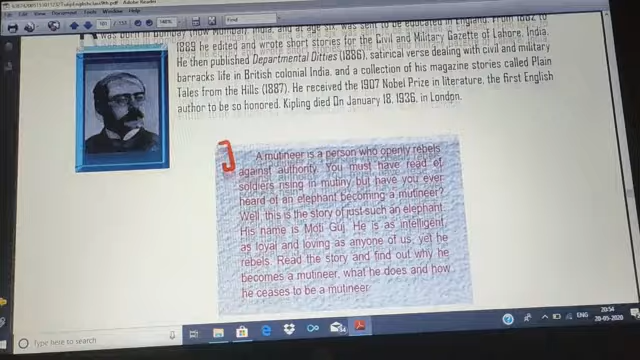 File Edit View Document Tools Window Help
146%
Find
was born in Bombay (now Mumbai), India, and at age six was sent to be educated in England. From 1882 to
1889 he edited and wrote short stories for the Civil and Military Gazette of Lahore, India.
He then published Departmental Ditties (1886), satirical verse dealing with civil and military
barracks life in British colonial India, and a collection of his magazine stories called Plain
Tales from the Hills (1887). He received the 1907 Nobel Prize in literature, the first English
author to be so honored. Kipling died On January 18, 1936, in London.
A mutineer is a person who openly rebels
against authority. You must have read of
soldiers rising in mutiny but have you ever
heard of an elephant becoming a mutineer?
Well, this is the story of just such an elephant.
His name is Moti Guj. He is as intelligent,
as loyal and loving as anyone of us, yet he
rebels. Read the story and find out why he
becomes a mutineer, what he does and how
he ceases to be a mutineer.
Type here to search
ENG
20:54
20-05-2020